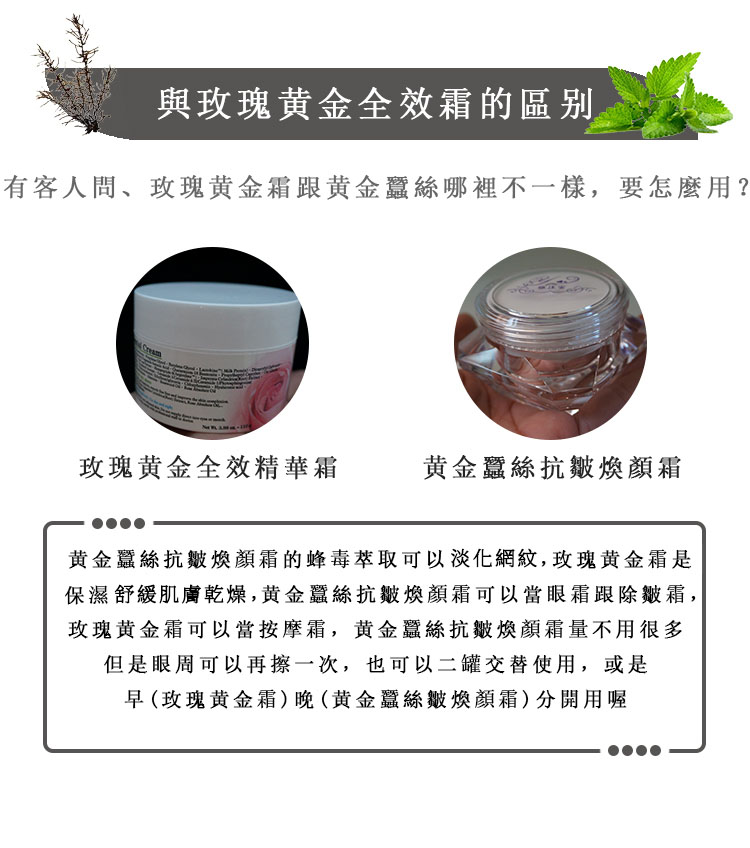 與玫瑰黃金全效霜的區别
有客人問、玫瑰黃金霜跟黃金蠶絲哪裡不一樣，要怎麼用?
玫瑰黃金全效精華霜
黃金蠶絲抗皺煥顏霜
黃金蠶絲抗皺煥顏霜的蜂毒萃取可以淡化網紋，玫瑰黃金霜是
保濕舒緩肌膚乾燥，黃金蠶絲抗皺煥顏霜可以當眼霜跟除皺霜，
玫瑰黃金霜可以當按摩霜，黃金蠶絲抗皺煥顏霜量不用很多
但是眼周可以再擦一次，也可以二罐交替使用，或是
早(玫瑰黃金霜)晚(黃金蠶絲皺煥顏霜)分開用喔